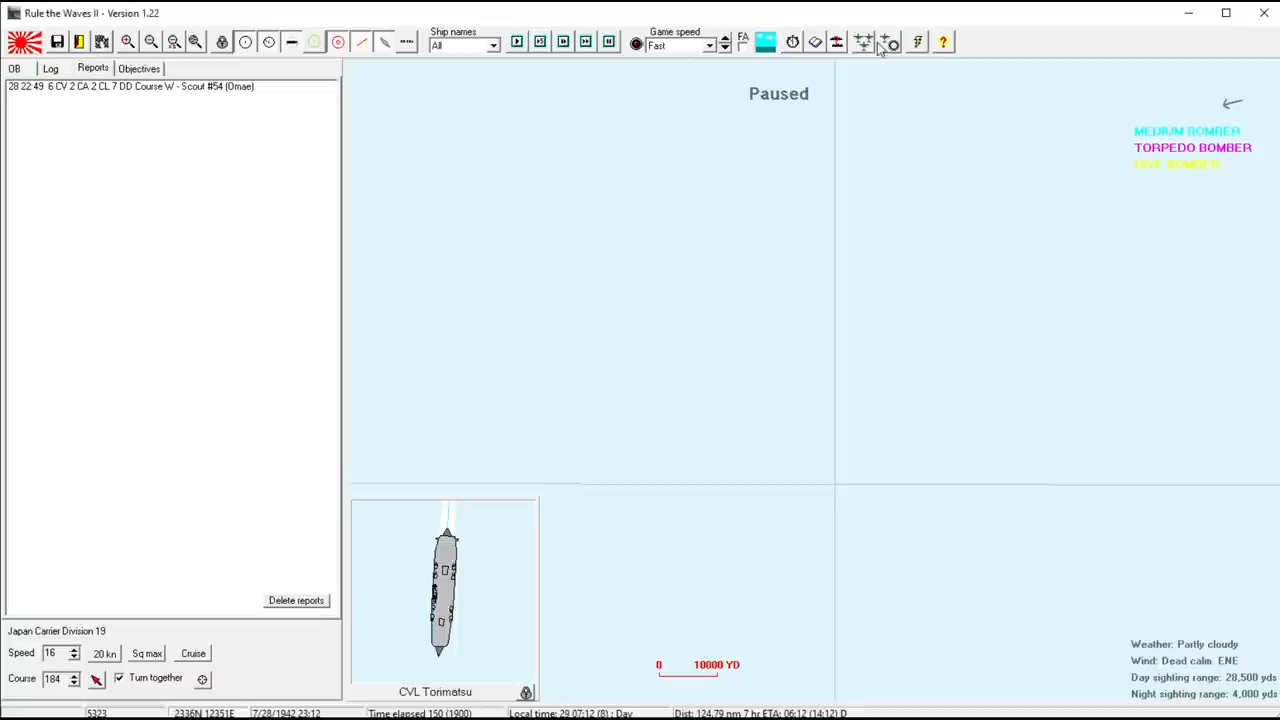 Rule the Waves II - Version 1.22
Ship names
All
Game speed
Fast
FA
OB
Log
Reports
Objectives
28 22:49 6 CV 2 CA 2 CL 7 DD Course W - Scout #54 (Omae)
Paused
MEDIUM BOMBER
TORPEDO BOMBER
DIVE BOMBER
Delete reports
Japan Carrier Division 19
Speed 16 20 kn Sq max Cruise
Course 184 Turn together
CVL Torimatsu
0 10000 YD
Weather: Partly cloudy
Wind: Dead calm ENE
Day sighting range: 28,500 yds
Night sighting range: 4,000 yds
5323 2336N 12351E 7/28/1942 23:12 Time elapsed 150 (1900) Local time: 29 07:12 (8) : Day Dist: 124.79 nm 7 hr ETA: 06:12 (14:12) D